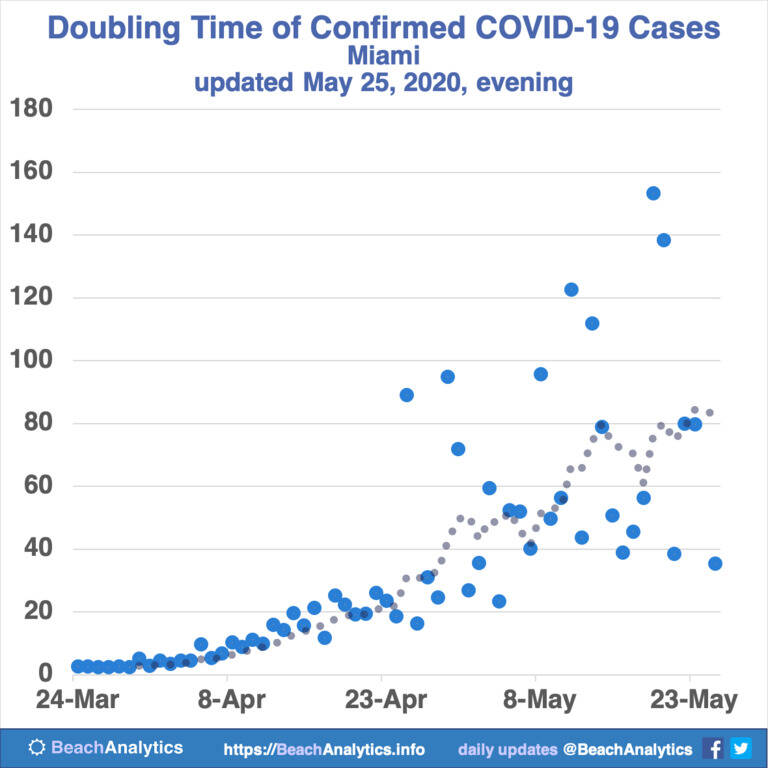 Doubling Time of Confirmed COVID-19 Cases
Miami
updated May 25, 2020, evening
180
160
140
120
100
80
60
40
20
0
24-Mar 8-Apr 23-Apr 8-May 23-May
BeachAnalytics https://BeachAnalytics.info daily updates @BeachAnalytics